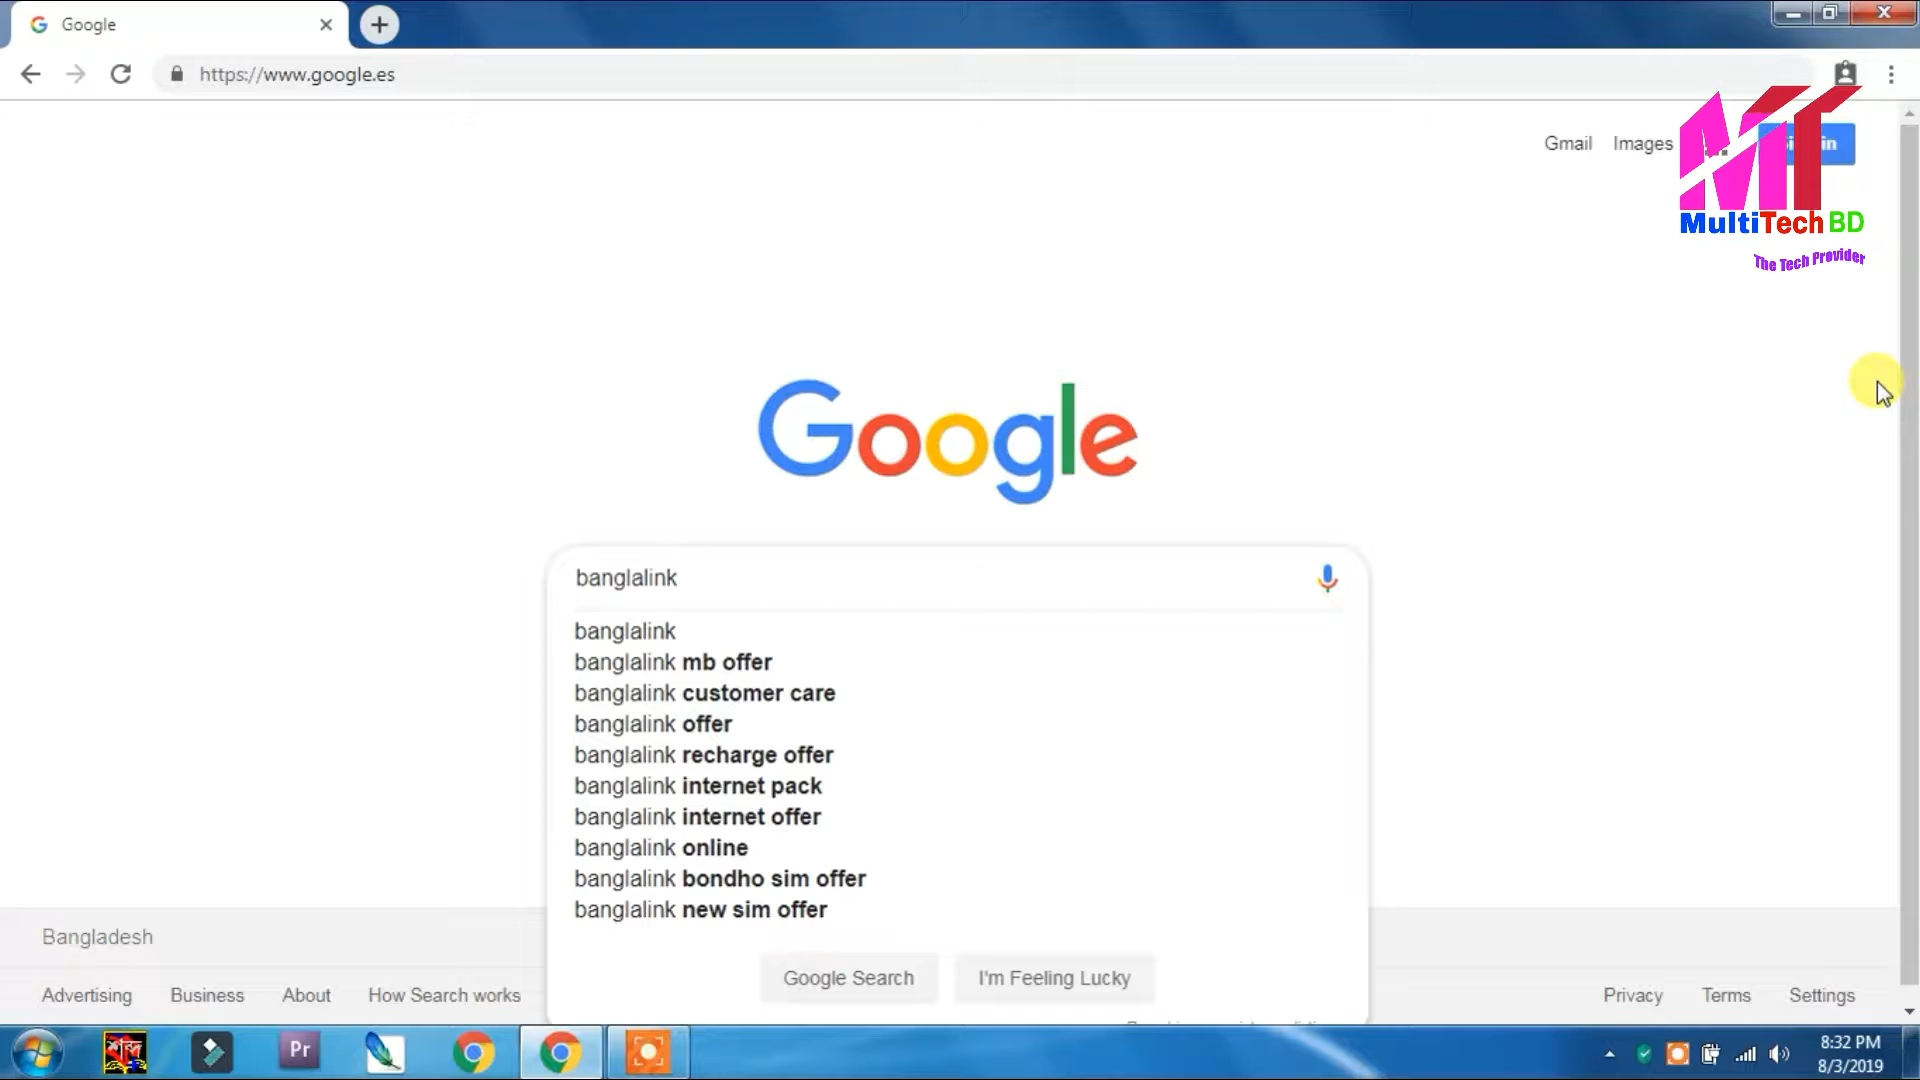 Google
https://www.google.es
Gmail Images
in
MultiTech BD
The Tech Provider
Google
banglalink
banglalink
banglalink mb offer
banglalink customer care
banglalink offer
banglalink recharge offer
banglalink internet pack
banglalink internet offer
banglalink online
banglalink bondho sim offer
banglalink new sim offer
Google Search I'm Feeling Lucky
Bangladesh
Advertising Business About How Search works
Privacy Terms Settings
শব্দ
Pr
8:32 PM
8/3/2019